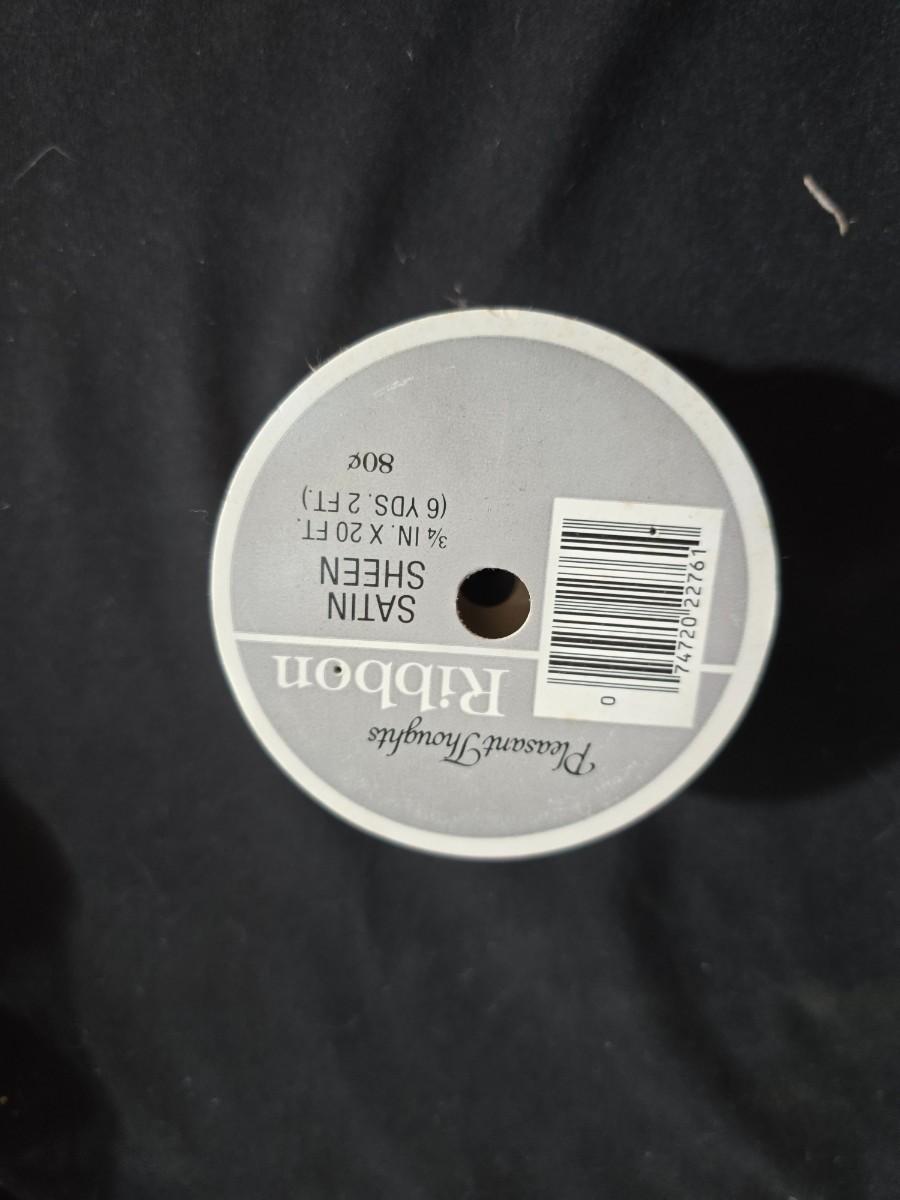 Pleasant Thoughts
Ribbon
SATIN
SHEEN
¾ IN. X 20 FT.
(6 YDS. 2 FT.)
80¢
0
74720 22761